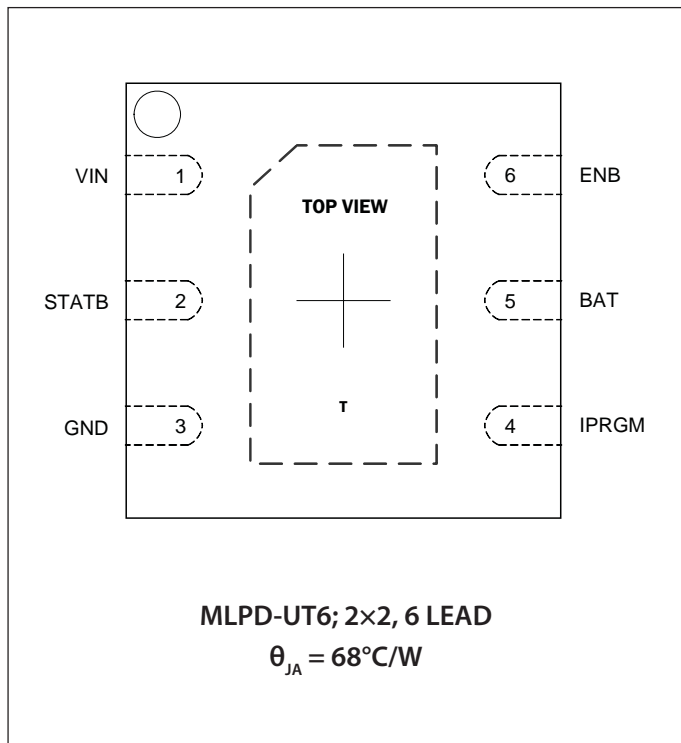 VIN 1 6 ENB
TOP VIEW
STATB 2 5 BAT
T
GND 3 4 IPRGM
MLPD-UT6; 2×2, 6 LEAD
θJA = 68°C/W